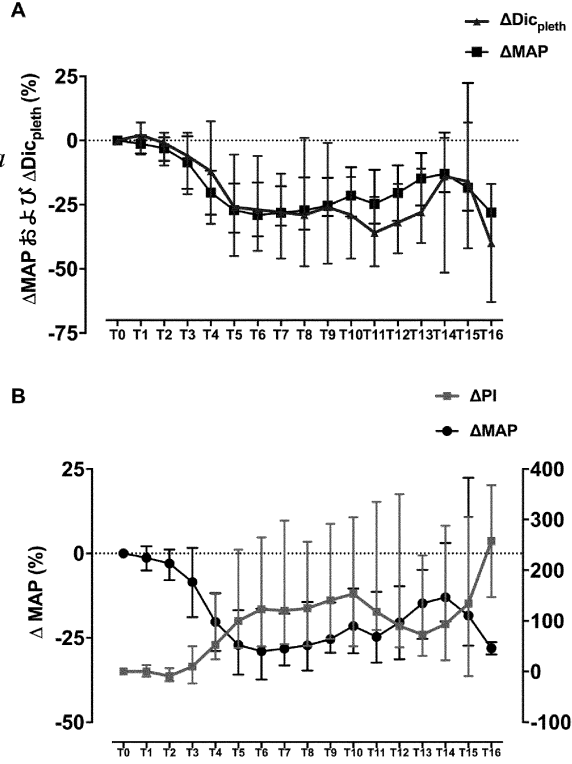 A
ΔDicpleth
ΔMAP
25
0
-25
-50
-75
ΔMAP および ΔDicpleth (%)
a
T0 T1 T2 T3 T4 T5 T6 T7 T8 T9 T10 T11 T12 T13 T14 T15 T16
B
ΔPI
ΔMAP
25
0
-25
-50
Δ MAP (%)
400
300
200
100
0
-100
T0 T1 T2 T3 T4 T5 T6 T7 T8 T9 T10 T11 T12 T13 T14 T15 T16